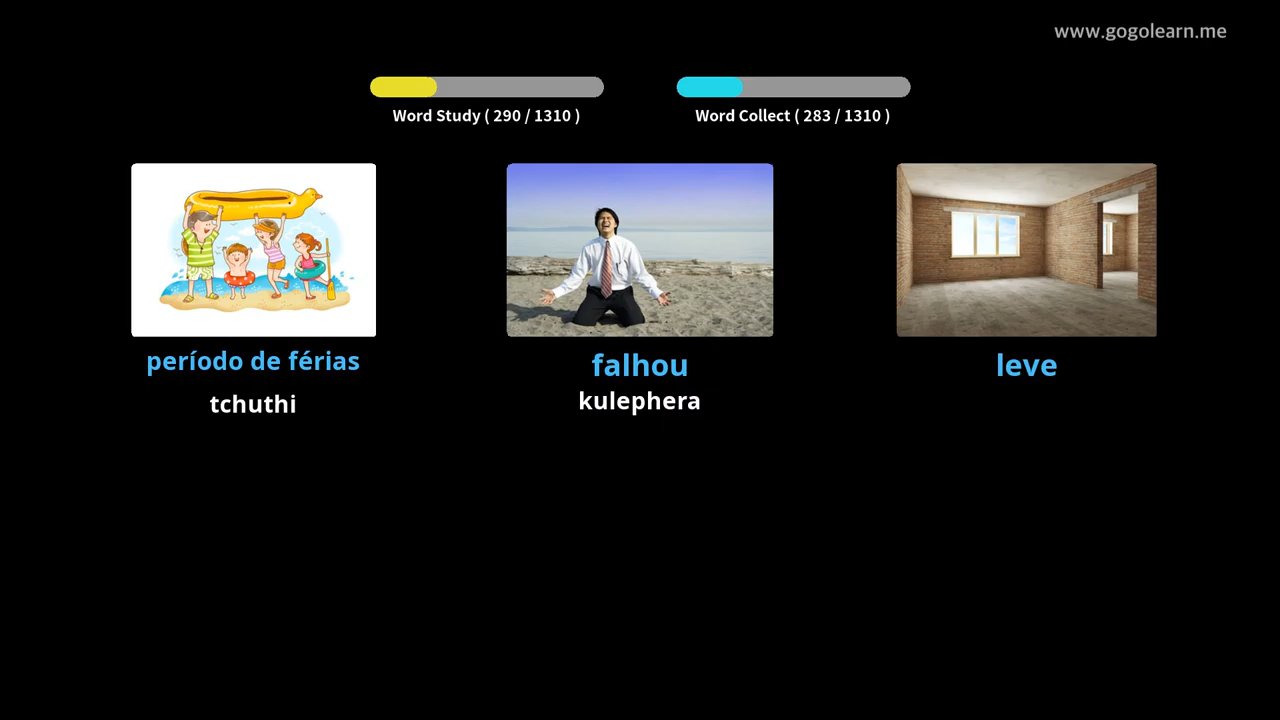 www.gogolearn.me
Word Study ( 290 / 1310 )
Word Collect ( 283 / 1310 )
período de férias
falhou
leve
tchuthi
kulephera